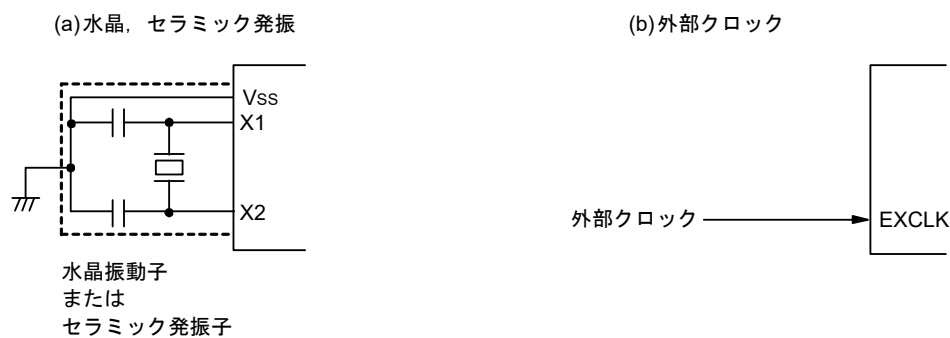 (a)水晶，セラミック発振
VSS
X1
X2
水晶振動子
または
セラミック発振子
(b)外部クロック
外部クロック
EXCLK